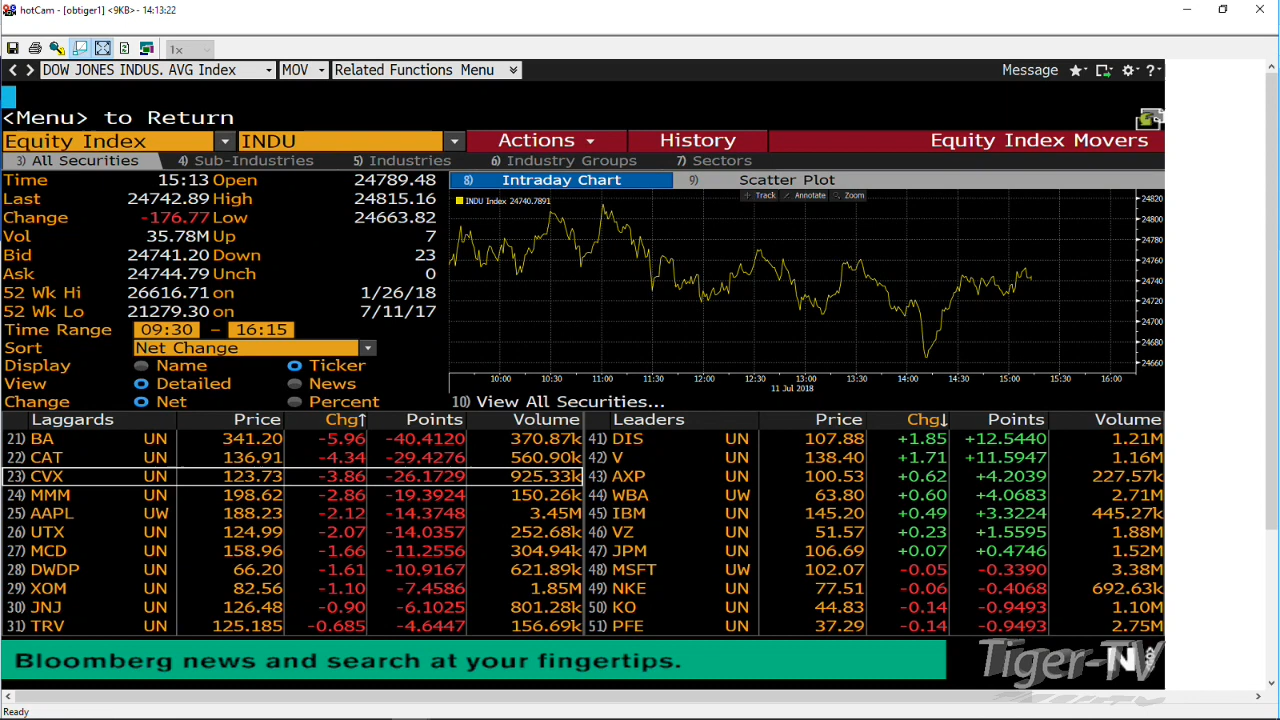 hotCam - [obtiger1] <9KB> - 14:13:22
1x
DOW JONES INDUS. AVG Index MOV Related Functions Menu Message ?
<Menu> to Return
Equity Index INDU Actions History Equity Index Movers
3) All Securities 4) Sub-Industries 5) Industries 6) Industry Groups 7) Sectors
Time 15:13 Open 24789.48
Last 24742.89 High 24815.16
Change -176.77 Low 24663.82
Vol 35.78M Up 7
Bid 24741.20 Down 23
Ask 24744.79 Unch 0
52 Wk Hi 26616.71 on 1/26/18
52 Wk Lo 21279.30 on 7/11/17
Time Range 09:30 - 16:15
Sort Net Change
Display Name Ticker
View Detailed News
Change Net Percent
8) Intraday Chart 9) Scatter Plot
Track Annotate Zoom
INDU Index 24740.7891
24820
24800
24780
24760
24740
24720
24700
24680
24660
10:00 10:30 11:00 11:30 12:00 12:30 13:00 13:30 14:00 14:30 15:00 15:30 16:00
11 Jul 2018
10) View All Securities...
Laggards Price Chg↑ Points Volume Leaders Price Chg↓ Points Volume
21) BA UN 341.20 -5.96 -40.4120 370.87k 41) DIS UN 107.88 +1.85 +12.5440 1.21M
22) CAT UN 136.91 -4.34 -29.4276 560.90k 42) V UN 138.40 +1.71 +11.5947 1.16M
23) CVX UN 123.73 -3.86 -26.1729 925.33k 43) AXP UN 100.53 +0.62 +4.2039 227.57k
24) MMM UN 198.62 -2.86 -19.3924 150.26k 44) WBA UW 63.80 +0.60 +4.0683 2.71M
25) AAPL UW 188.23 -2.12 -14.3748 3.45M 45) IBM UN 145.20 +0.49 +3.3224 445.27k
26) UTX UN 124.99 -2.07 -14.0357 252.68k 46) VZ UN 51.57 +0.23 +1.5595 1.88M
27) MCD UN 158.96 -1.66 -11.2556 304.94k 47) JPM UN 106.69 +0.07 +0.4746 1.52M
28) DWDP UN 66.20 -1.61 -10.9167 621.89k 48) MSFT UW 102.07 -0.05 -0.3390 3.38M
29) XOM UN 82.56 -1.10 -7.4586 1.85M 49) NKE UN 77.51 -0.06 -0.4068 692.63k
30) JNJ UN 126.48 -0.90 -6.1025 801.28k 50) KO UN 44.83 -0.14 -0.9493 1.10M
31) TRV UN 125.185 -0.685 -4.6447 156.69k 51) PFE UN 37.29 -0.14 -0.9493 2.75M
Bloomberg news and search at your fingertips.
Tiger-TV
Ready